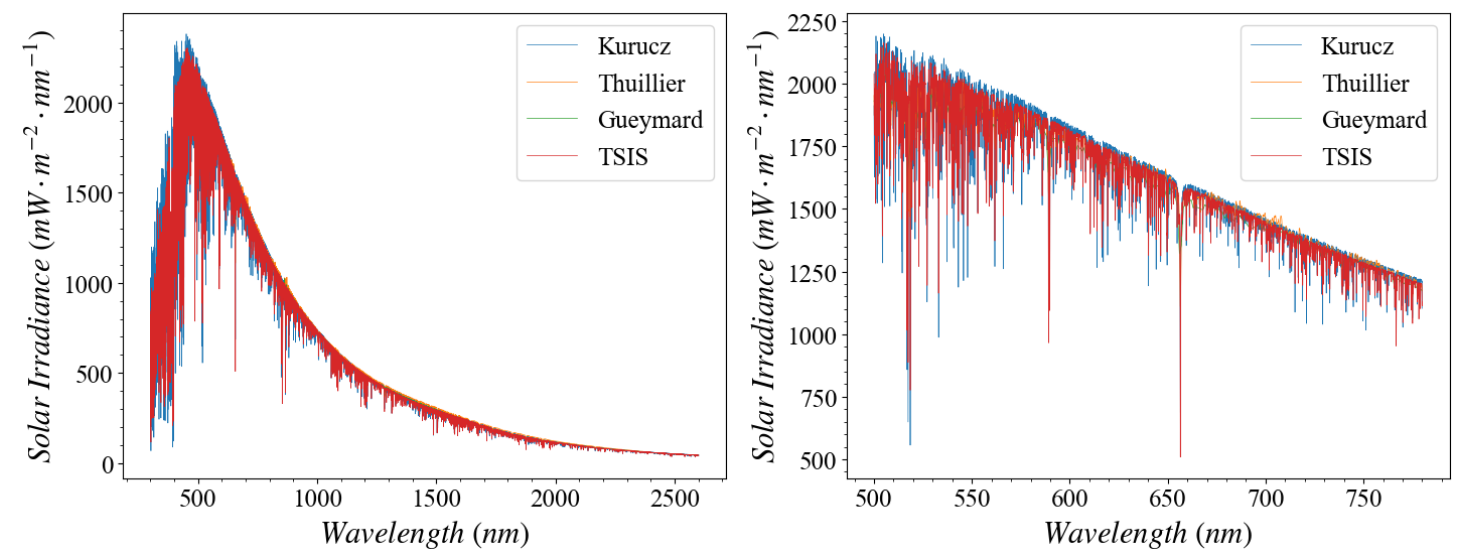 Solar Irradiance (mW · m⁻² · nm⁻¹)
2000
1500
1000
500
0
500
1000
1500
2000
2500
Wavelength (nm)
Kurucz
Thuillier
Gueymard
TSIS
Solar Irradiance (mW · m⁻² · nm⁻¹)
2250
2000
1750
1500
1250
1000
750
500
500
550
600
650
700
750
Wavelength (nm)
Kurucz
Thuillier
Gueymard
TSIS